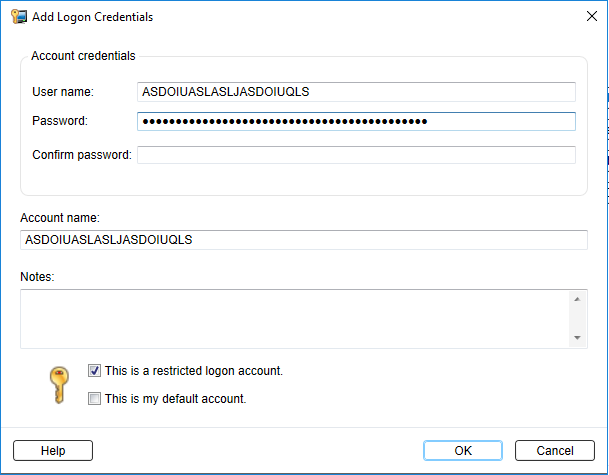 Add Logon Credentials
Account credentials
User name: ASDOIUASLASLJASDOIUQLS
Password: ●●●●●●●●●●●●●●●●●●●●●●●●●●●●●●●●●●●●●●●●●●●
Confirm password:
Account name:
ASDOIUASLASLJASDOIUQLS
Notes:
This is a restricted logon account.
This is my default account.
Help OK Cancel